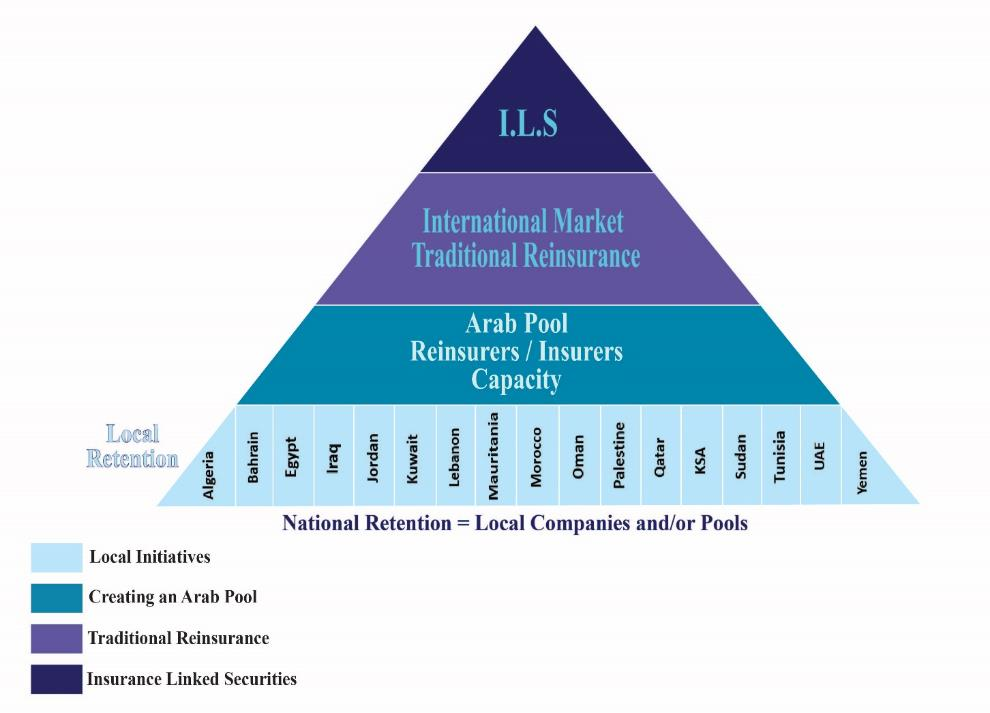 I.L.S
International Market
Traditional Reinsurance
Arab Pool
Reinsurers / Insurers
Capacity
Local
Retention
Algeria
Bahrain
Egypt
Iraq
Jordan
Kuwait
Lebanon
Mauritania
Morocco
Oman
Palestine
Qatar
KSA
Sudan
Tunisia
UAE
Yemen
National Retention = Local Companies and/or Pools
Local Initiatives
Creating an Arab Pool
Traditional Reinsurance
Insurance Linked Securities